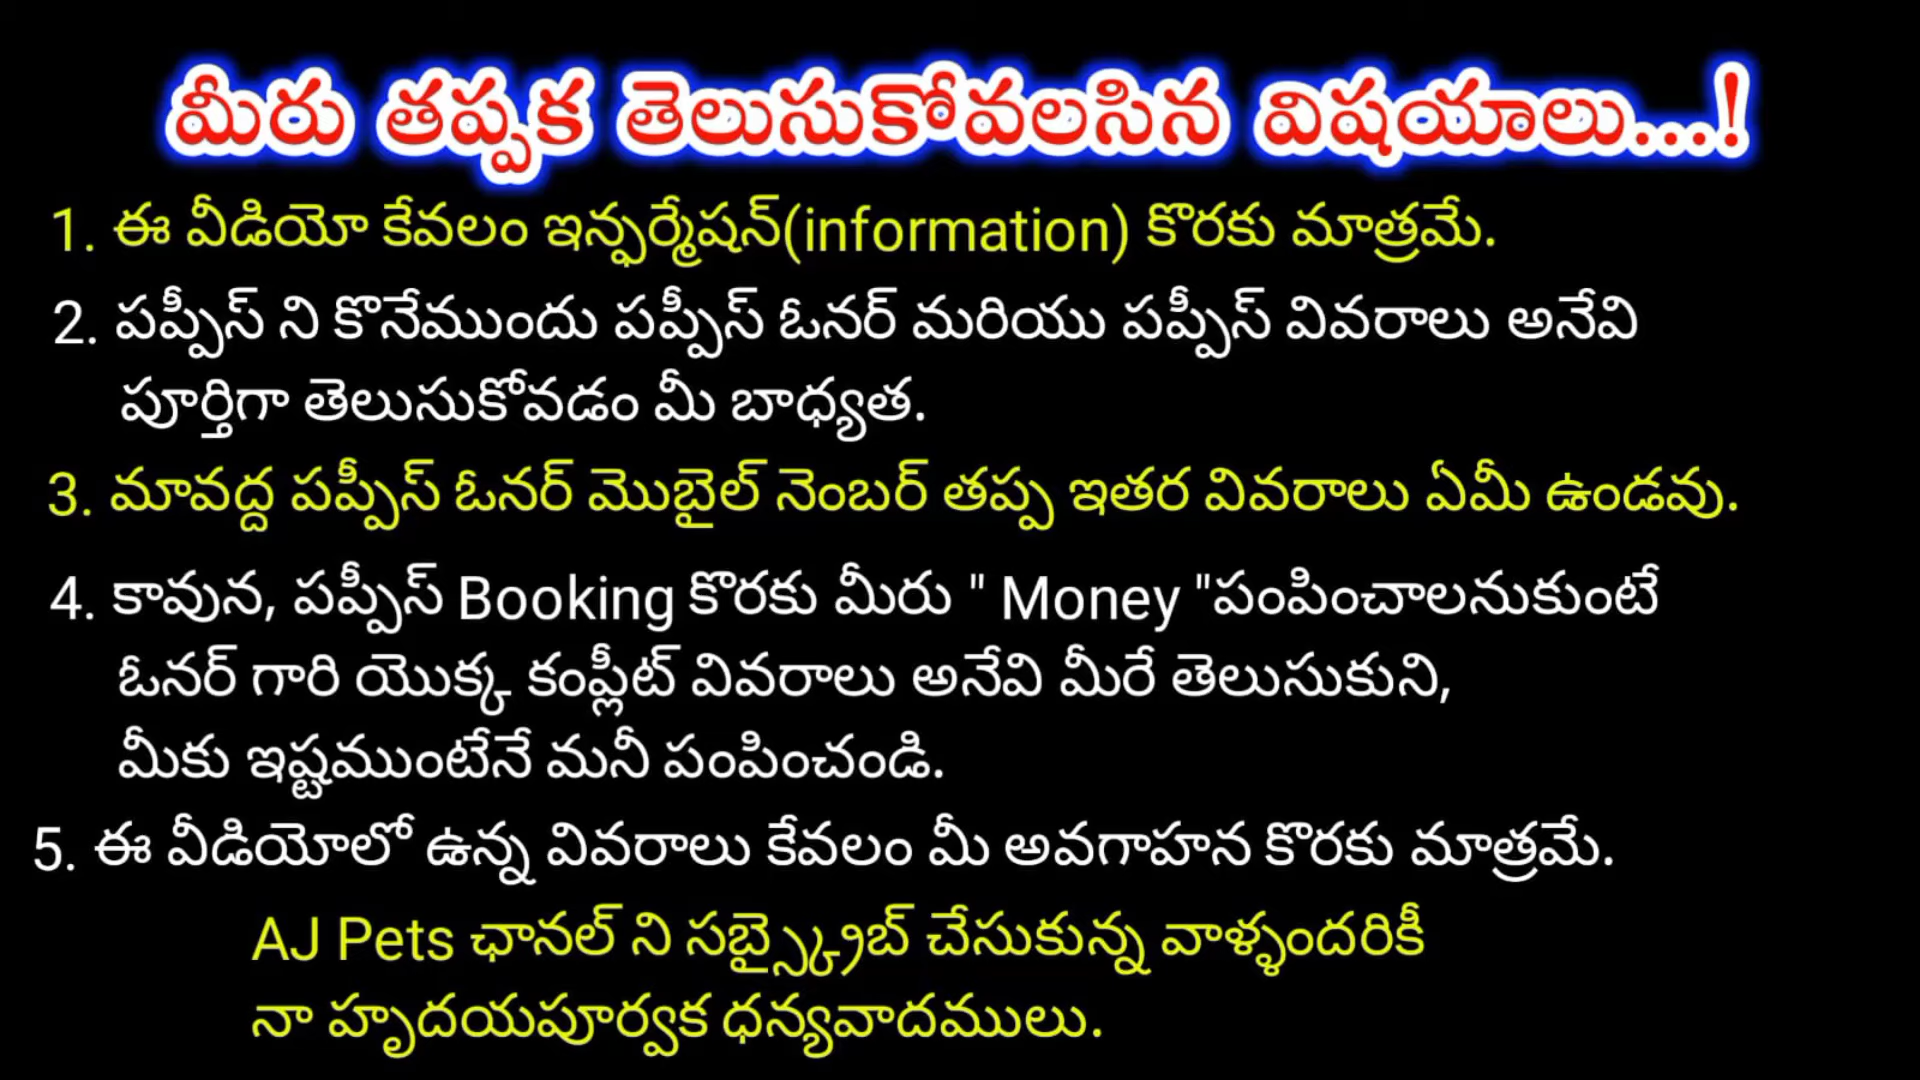 మీరు తప్పక తెలుసుకోవలసిన విషయాలు....!
1. ఈ వీడియో కేవలం ఇన్ఫర్మేషన్(information) కొరకు మాత్రమే.
2. పప్పీస్ ని కొనేముందు పప్పీస్ ఓనర్ మరియు పప్పీస్ వివరాలు అనేవి
పూర్తిగా తెలుసుకోవడం మీ బాధ్యత.
3. మావద్ద పప్పీస్ ఓనర్ మొబైల్ నెంబర్ తప్ప ఇతర వివరాలు ఏమీ ఉండవు.
4. కావున, పప్పీస్ Booking కొరకు మీరు " Money "పంపించాలనుకుంటే
ఓనర్ గారి యొక్క కంప్లీట్ వివరాలు అనేవి మీరే తెలుసుకుని,
మీకు ఇష్టముంటేనే మనీ పంపించండి.
5. ఈ వీడియోలో ఉన్న వివరాలు కేవలం మీ అవగాహన కొరకు మాత్రమే.
AJ Pets ఛానల్ ని సబ్స్క్రైబ్ చేసుకున్న వాళ్ళందరికీ
నా హృదయపూర్వక ధన్యవాదములు.